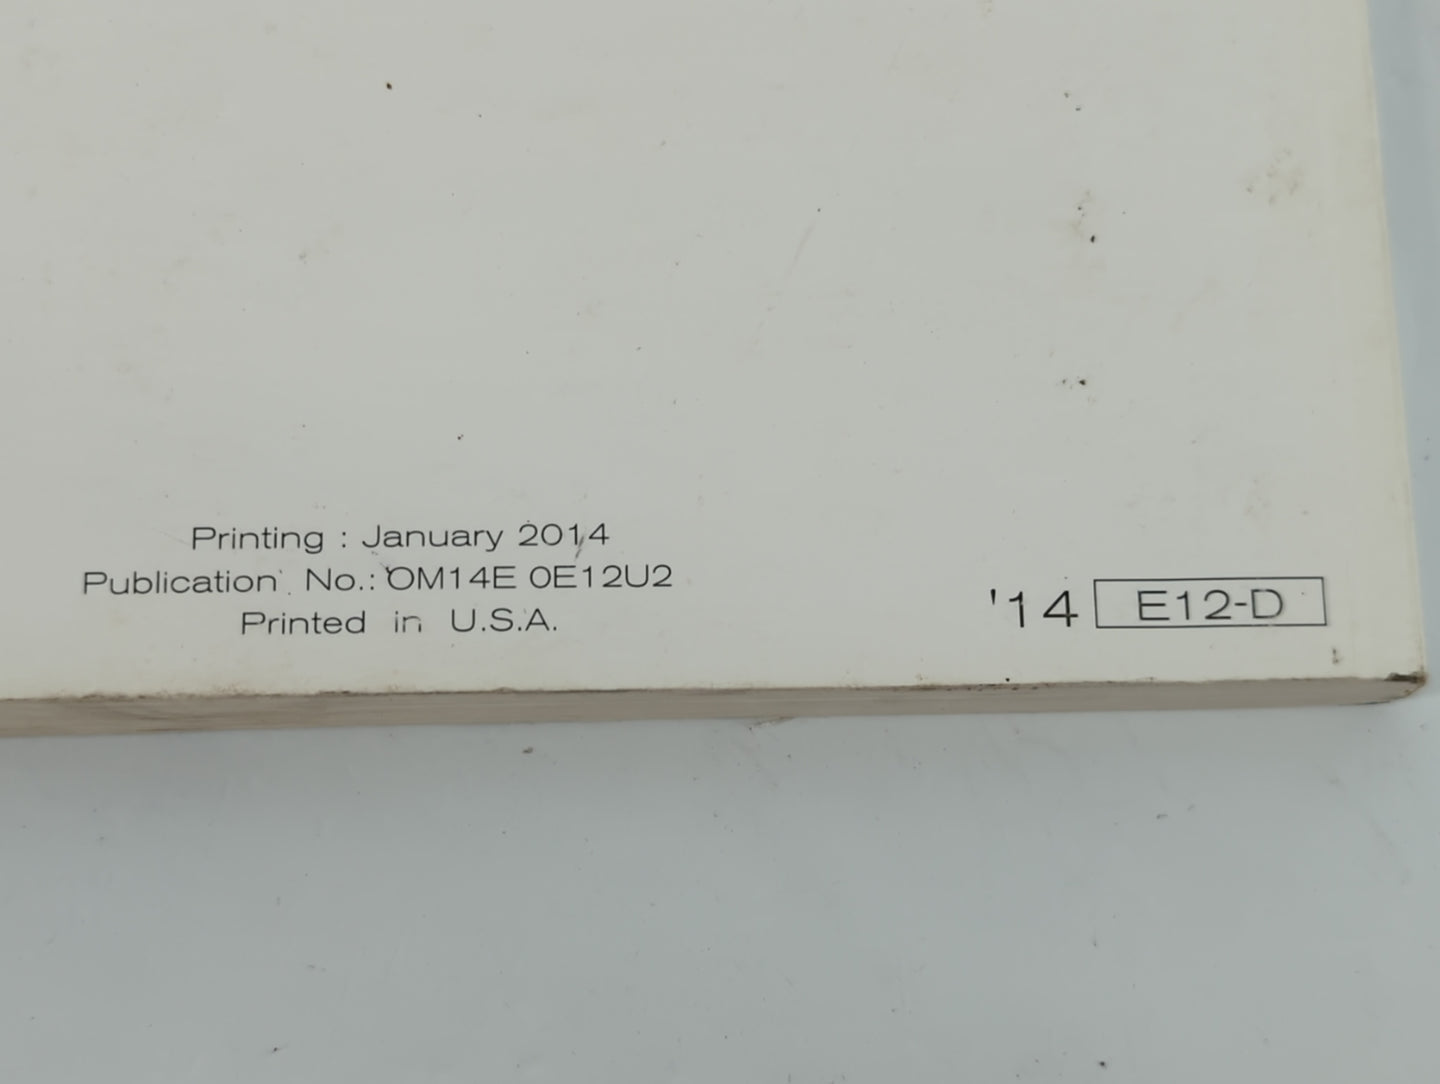 Printing : January 2014
Publication No.: OM14E 0E12U2
Printed in U.S.A.
'14 E12-D